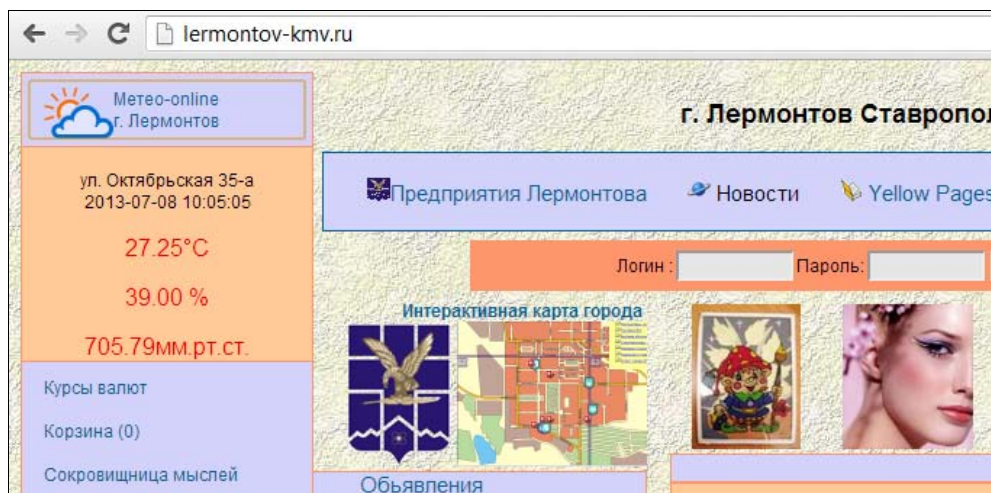 lermontov-kmv.ru
Метео-online
г. Лермонтов
г. Лермонтов Ставропол
ул. Октябрьская 35-а
2013-07-08 10:05:05
27.25°C
39.00 %
705.79мм.рт.ст.
Предприятия Лермонтова
Новости
Yellow Pages
Логин :
Пароль:
Интерактивная карта города
Курсы валют
Корзина (0)
Сокровищница мыслей
Обьявления